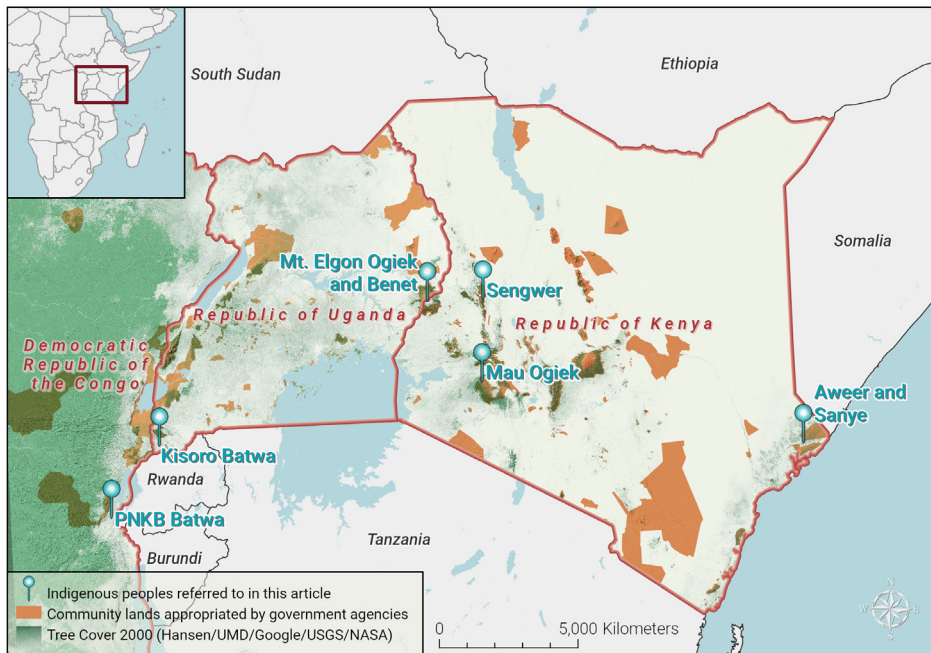 South Sudan
Ethiopia
Somalia
Mt. Elgon Ogiek
and Benet
Sengwer
Republic of Uganda
Republic of Kenya
Democratic
Republic of
the Congo
Mau Ogiek
Aweer and
Sanye
Kisoro Batwa
Rwanda
PNKB Batwa
Tanzania
Burundi
Indigenous peoples referred to in this article
Community lands appropriated by government agencies
Tree Cover 2000 (Hansen/UMD/Google/USGS/NASA)
0 5,000 Kilometers
N
W E
S